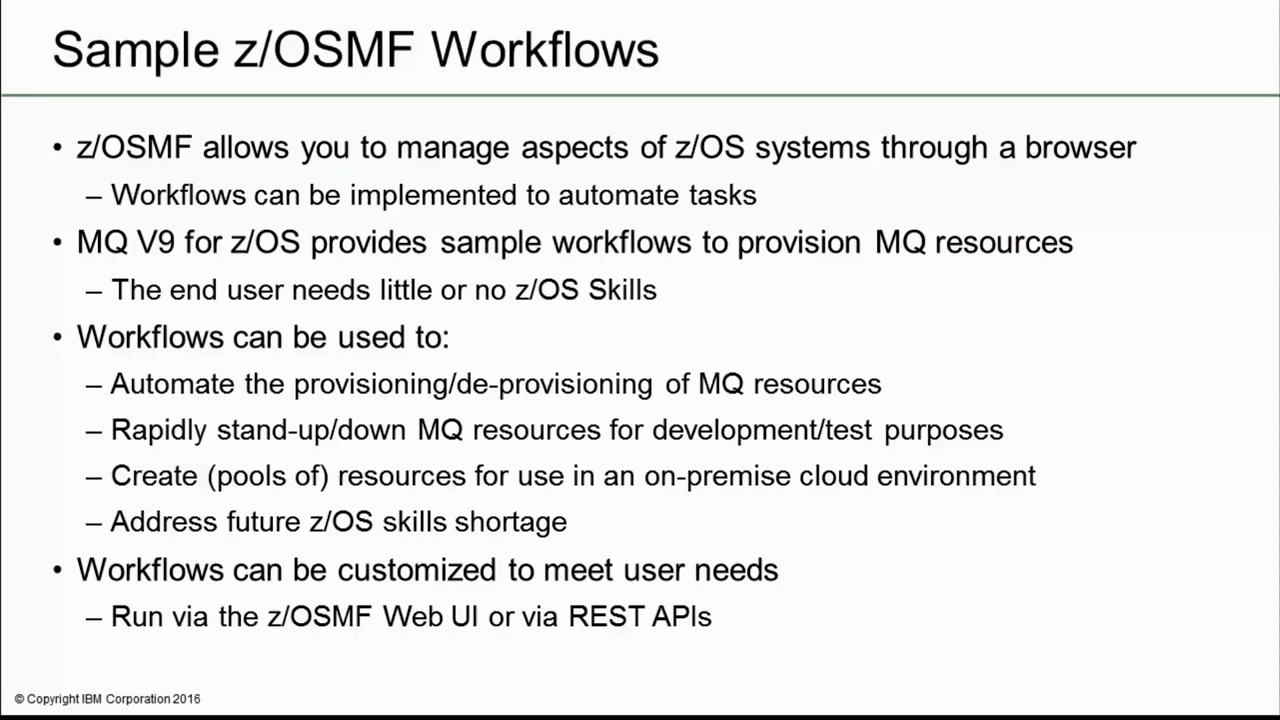 Sample z/OSMF Workflows
• z/OSMF allows you to manage aspects of z/OS systems through a browser
– Workflows can be implemented to automate tasks
• MQ V9 for z/OS provides sample workflows to provision MQ resources
– The end user needs little or no z/OS Skills
• Workflows can be used to:
– Automate the provisioning/de-provisioning of MQ resources
– Rapidly stand-up/down MQ resources for development/test purposes
– Create (pools of) resources for use in an on-premise cloud environment
– Address future z/OS skills shortage
• Workflows can be customized to meet user needs
– Run via the z/OSMF Web UI or via REST APIs
© Copyright IBM Corporation 2016